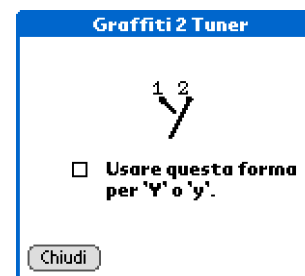 Graffiti 2 Tuner
1 2
Usare questa forma
per 'Y' o 'y'.
Chiudi